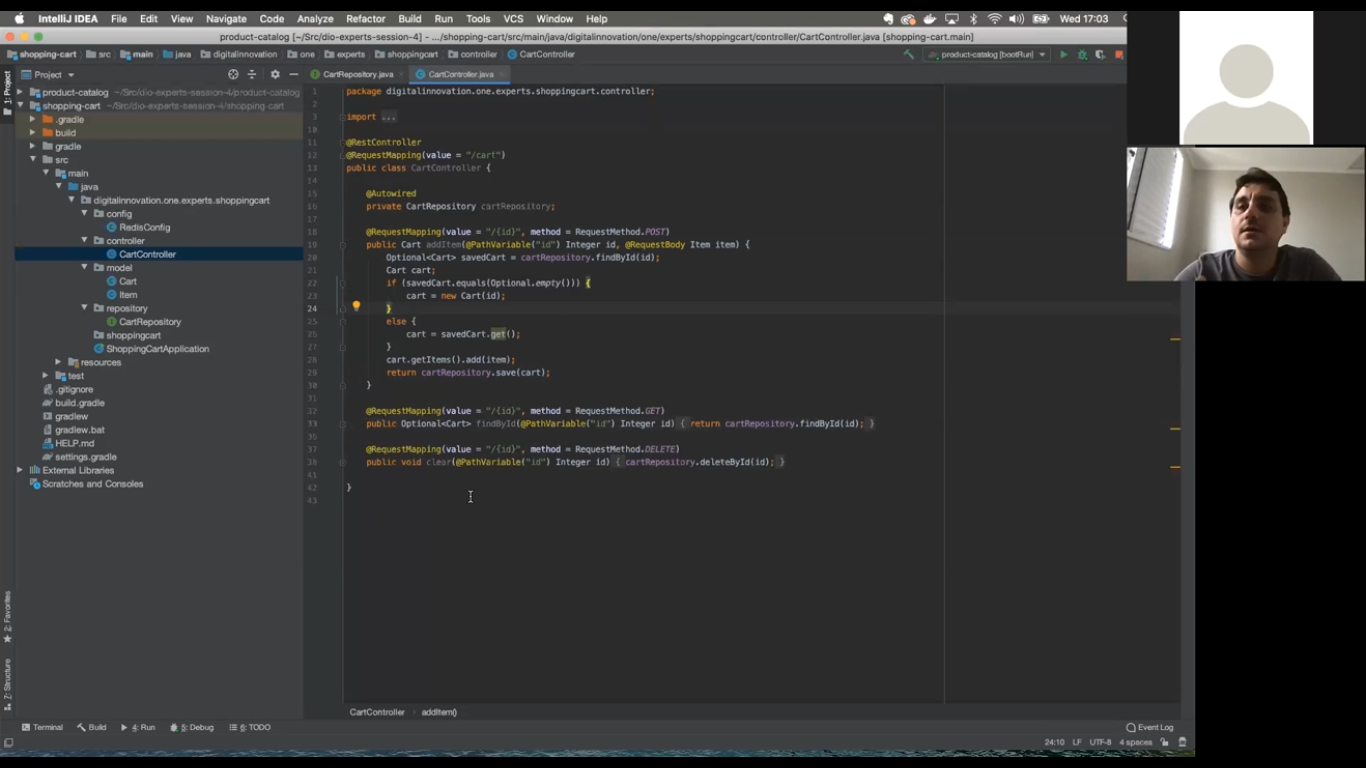 IntelliJ IDEA File Edit View Navigate Code Analyze Refactor Build Run Tools VCS Window Help Wed 17:03
product-catalog [~/Src/dio-experts-session-4] - .../shopping-cart/src/main/java/digitalinnovation/one/experts/shoppingcart/controller/CartController.java [shopping-cart.main]
shopping-cart src main java digitalinnovation one experts shoppingcart controller CartController product-catalog [bootRun]
1: Project
Project
CartRepository.java CartController.java
product-catalog ~/Src/dio-experts-session-4/product-catalog
shopping-cart ~/Src/dio-experts-session-4/shopping-cart
.gradle
build
gradle
src
main
java
digitalinnovation.one.experts.shoppingcart
config
RedisConfig
controller
CartController
model
Cart
Item
repository
CartRepository
shoppingcart
ShoppingCartApplication
resources
test
.gitignore
build.gradle
gradlew
gradlew.bat
HELP.md
settings.gradle
External Libraries
Scratches and Consoles
1 package digitalinnovation.one.experts.shoppingcart.controller;
2
3 import ...
10
11 @RestController
12 @RequestMapping(value = "/cart")
13 public class CartController {
14
15 @Autowired
16 private CartRepository cartRepository;
17
18 @RequestMapping(value = "/{id}", method = RequestMethod.POST)
19 public Cart addItem(@PathVariable("id") Integer id, @RequestBody Item item) {
20 Optional<Cart> savedCart = cartRepository.findById(id);
21 Cart cart;
22 if (savedCart.equals(Optional.empty())) {
23 cart = new Cart(id);
24 }
25 else {
26 cart = savedCart.get();
27 }
28 cart.getItems().add(item);
29 return cartRepository.save(cart);
30 }
31
32 @RequestMapping(value = "/{id}", method = RequestMethod.GET)
33 public Optional<Cart> findById(@PathVariable("id") Integer id) { return cartRepository.findById(id); }
36
37 @RequestMapping(value = "/{id}", method = RequestMethod.DELETE)
38 public void clear(@PathVariable("id") Integer id) { cartRepository.deleteById(id); }
41
42 }
43
2: Favorites
Z: Structure
CartController addItem()
Terminal Build 4: Run 5: Debug 6: TODO Event Log
24:10 LF UTF-8 4 spaces